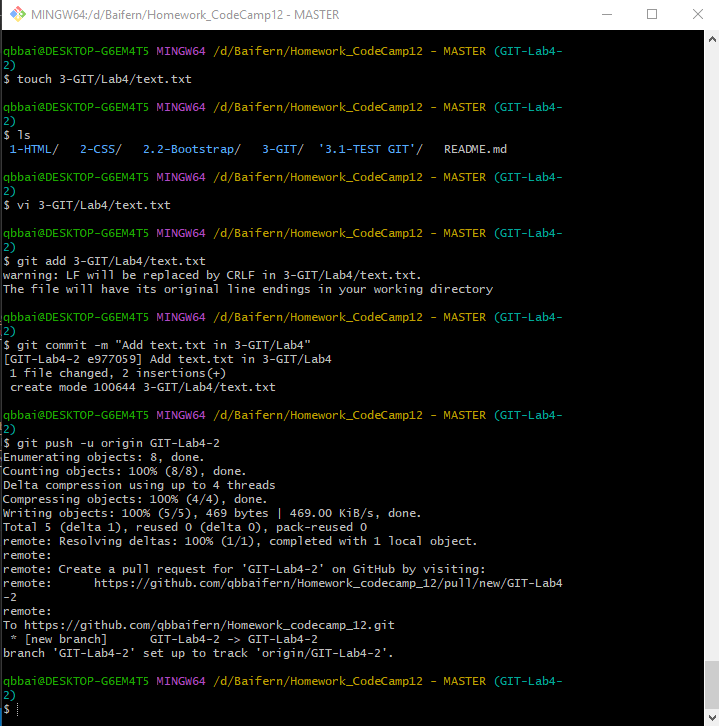 MINGW64:/d/Baifern/Homework_CodeCamp12 - MASTER
qbbai@DESKTOP-G6EM4T5 MINGW64 /d/Baifern/Homework_CodeCamp12 - MASTER (GIT-Lab4-
2)
$ touch 3-GIT/Lab4/text.txt
qbbai@DESKTOP-G6EM4T5 MINGW64 /d/Baifern/Homework_CodeCamp12 - MASTER (GIT-Lab4-
2)
$ ls
1-HTML/   2-CSS/   2.2-Bootstrap/   3-GIT/  '3.1-TEST GIT'/   README.md
qbbai@DESKTOP-G6EM4T5 MINGW64 /d/Baifern/Homework_CodeCamp12 - MASTER (GIT-Lab4-
2)
$ vi 3-GIT/Lab4/text.txt
qbbai@DESKTOP-G6EM4T5 MINGW64 /d/Baifern/Homework_CodeCamp12 - MASTER (GIT-Lab4-
2)
$ git add 3-GIT/Lab4/text.txt
warning: LF will be replaced by CRLF in 3-GIT/Lab4/text.txt.
The file will have its original line endings in your working directory
qbbai@DESKTOP-G6EM4T5 MINGW64 /d/Baifern/Homework_CodeCamp12 - MASTER (GIT-Lab4-
2)
$ git commit -m "Add text.txt in 3-GIT/Lab4"
[GIT-Lab4-2 e977059] Add text.txt in 3-GIT/Lab4
1 file changed, 2 insertions(+)
create mode 100644 3-GIT/Lab4/text.txt
qbbai@DESKTOP-G6EM4T5 MINGW64 /d/Baifern/Homework_CodeCamp12 - MASTER (GIT-Lab4-
2)
$ git push -u origin GIT-Lab4-2
Enumerating objects: 8, done.
Counting objects: 100% (8/8), done.
Delta compression using up to 4 threads
Compressing objects: 100% (4/4), done.
Writing objects: 100% (5/5), 469 bytes | 469.00 KiB/s, done.
Total 5 (delta 1), reused 0 (delta 0), pack-reused 0
remote: Resolving deltas: 100% (1/1), completed with 1 local object.
remote:
remote: Create a pull request for 'GIT-Lab4-2' on GitHub by visiting:
remote:      https://github.com/qbbaifern/Homework_codecamp_12/pull/new/GIT-Lab4
-2
remote:
To https://github.com/qbbaifern/Homework_codecamp_12.git
* [new branch]      GIT-Lab4-2 -> GIT-Lab4-2
branch 'GIT-Lab4-2' set up to track 'origin/GIT-Lab4-2'.
qbbai@DESKTOP-G6EM4T5 MINGW64 /d/Baifern/Homework_CodeCamp12 - MASTER (GIT-Lab4-
2)
$